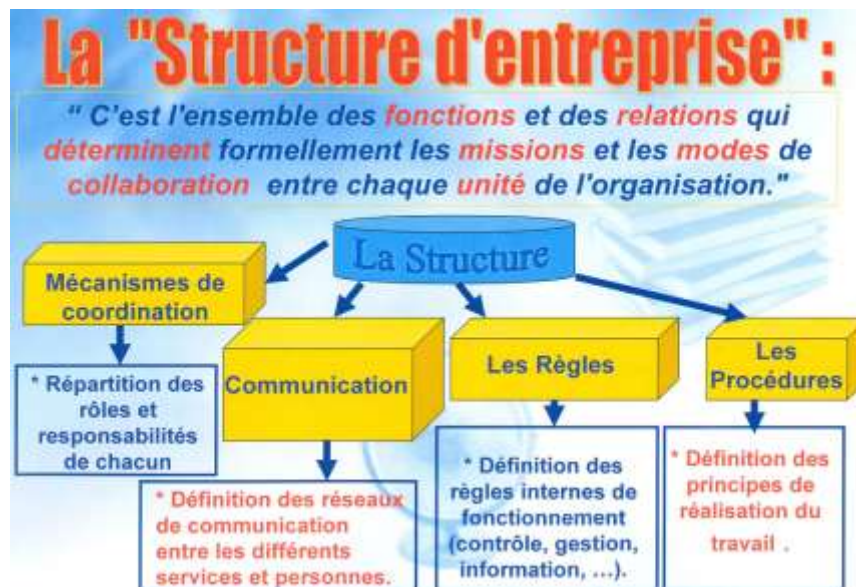 La "Structure d'entreprise" :
" C'est l'ensemble des fonctions et des relations qui
déterminent formellement les missions et les modes de
collaboration entre chaque unité de l'organisation."
La Structure
Mécanismes de
coordination
* Répartition des
rôles et
responsabilités
de chacun
Communication
* Définition des réseaux
de communication
entre les différents
services et personnes.
Les Règles
* Définition des
règles internes de
fonctionnement
(contrôle, gestion,
information, ...).
Les
Procédures
* Définition des
principes de
réalisation du
travail .